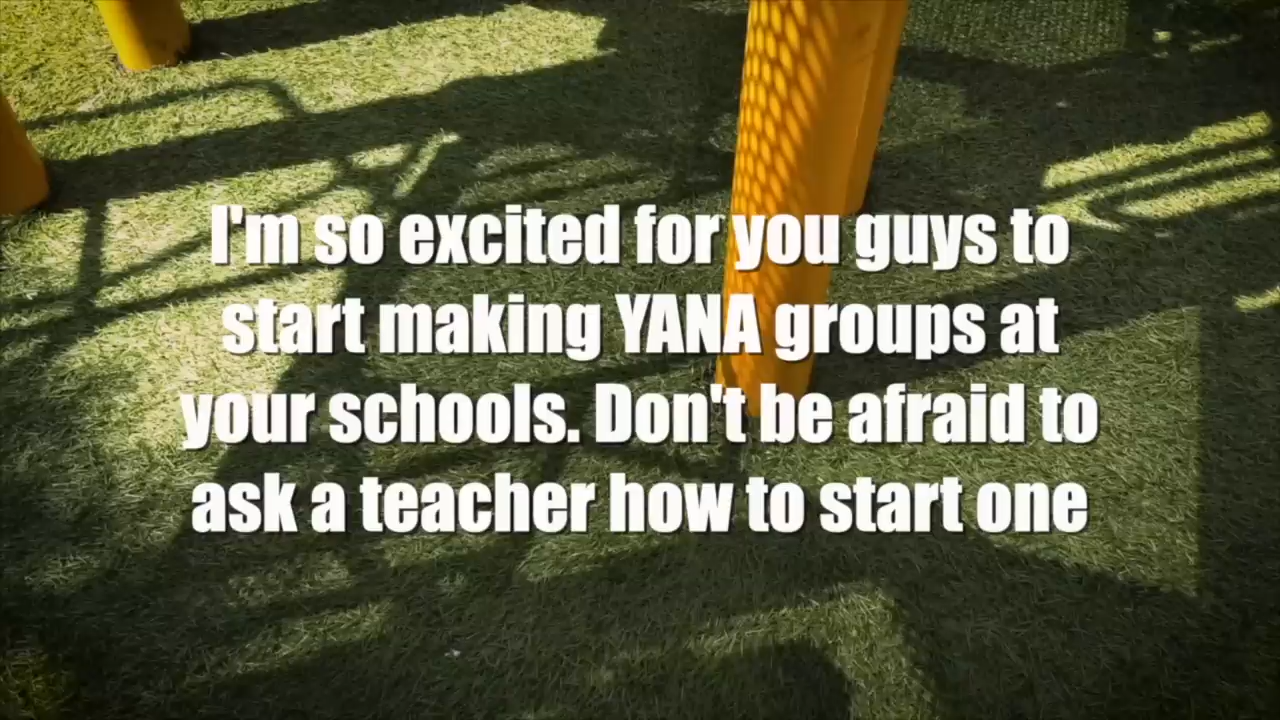 I'm so excited for you guys to
start making YANA groups at
your schools. Don't be afraid to
ask a teacher how to start one